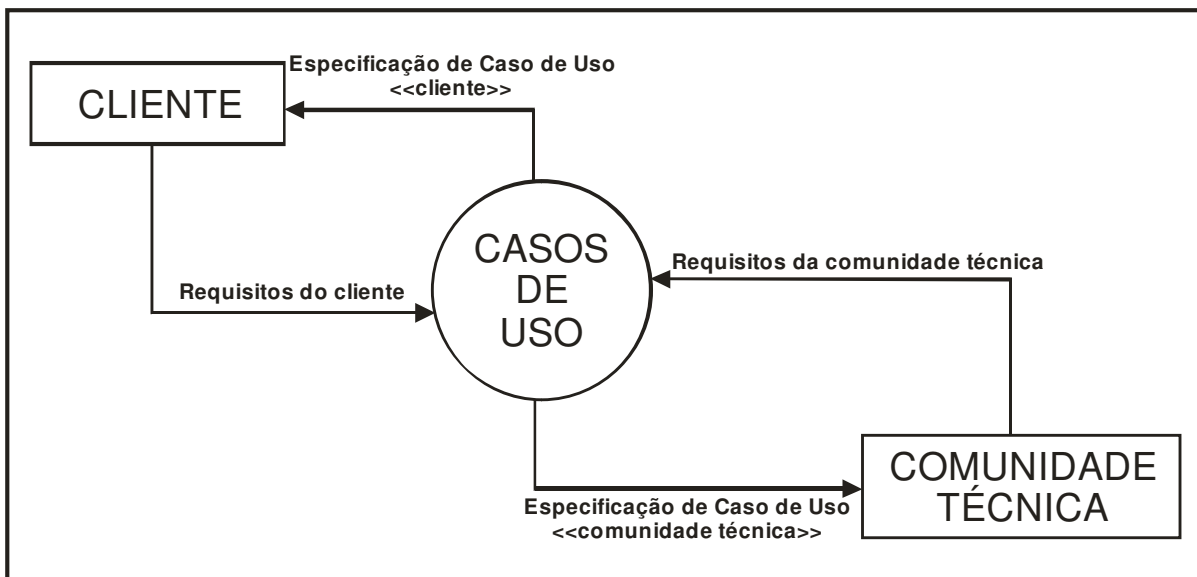 Especificação de Caso de Uso
<<cliente>>
CLIENTE
CASOS
DE
USO
Requisitos da comunidade técnica
Requisitos do cliente
COMUNIDADE
TÉCNICA
Especificação de Caso de Uso
<<comunidade técnica>>